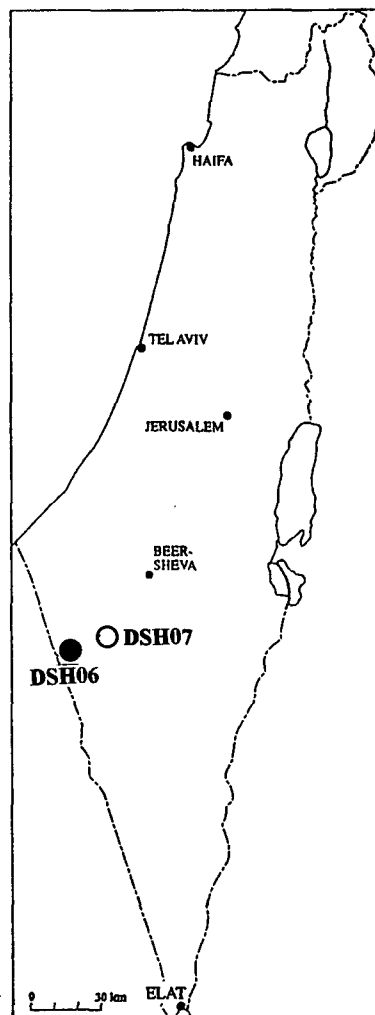 HAIFA
TEL AVIV
JERUSALEM
BEER-
SHEVA
DSH07
DSH06
ELAT
0 30 km